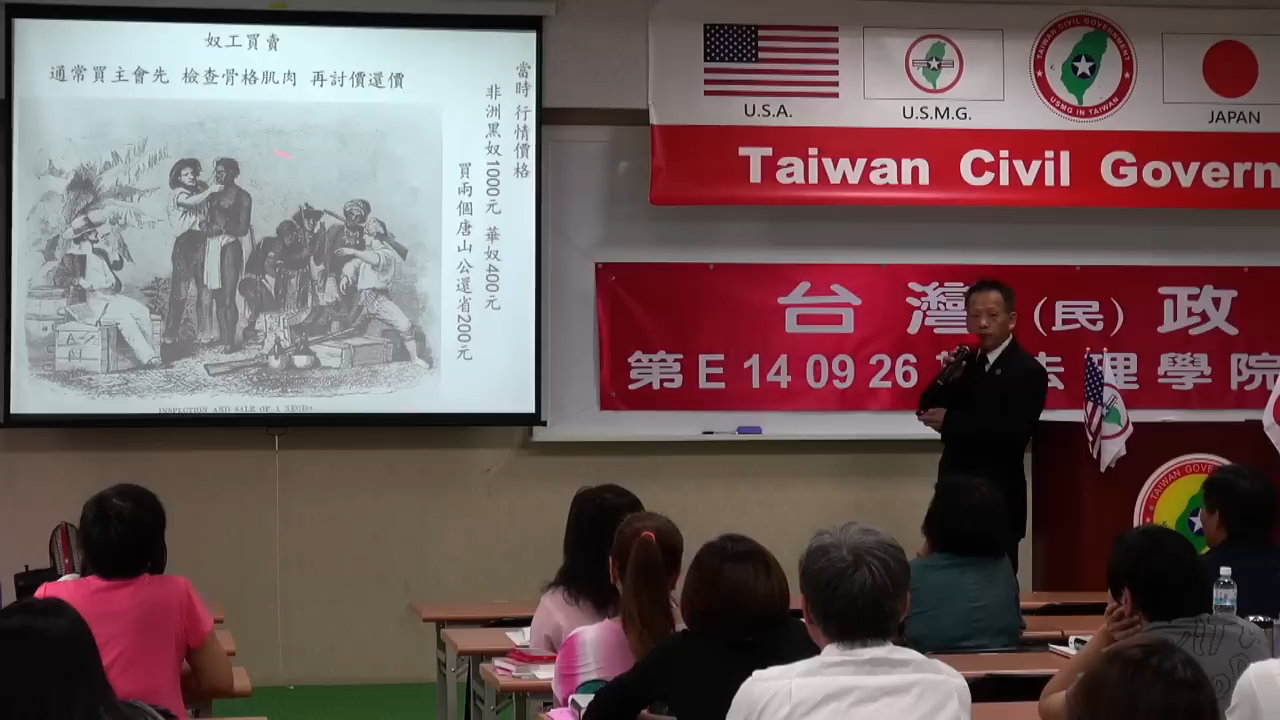 奴工買賣
通常買主會先 檢查骨格肌肉 再討價還價
當時行情價格
非洲黑奴1000元 華奴400元
買兩個唐山公還省200元
INSPECTION AND SALE OF A NEGRO
U.S.A.
U.S.M.G.
TAIWAN CIVIL GOVERNMENT
USMG IN TAIWAN
JAPAN
Taiwan Civil Govern
台灣（民）政
第E 14 09 26 法理學院
TAIWAN GOVE